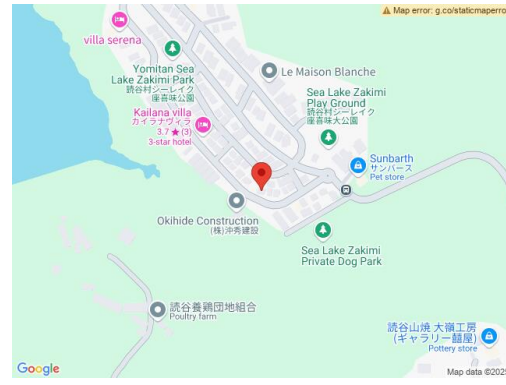 Map error: g.co/staticmaperro
villa serena
Yomitan Sea
Lake Zakimi Park
読谷村シーレイク
座喜味公園
Le Maison Blanche
Sea Lake Zakimi
Play Ground
読谷村シーレイク
座喜味大公園
Kailana villa
カイラナヴィラ
3.7 ★ (3)
3-star hotel
Sunbarth
サンバース
Pet store
Okihide Construction
(株)沖秀建設
Sea Lake Zakimi
Private Dog Park
読谷養鶏団地組合
Poultry farm
読谷山焼 大嶺工房
(ギャラリー囍屋)
Pottery store
Google
Map data ©2025